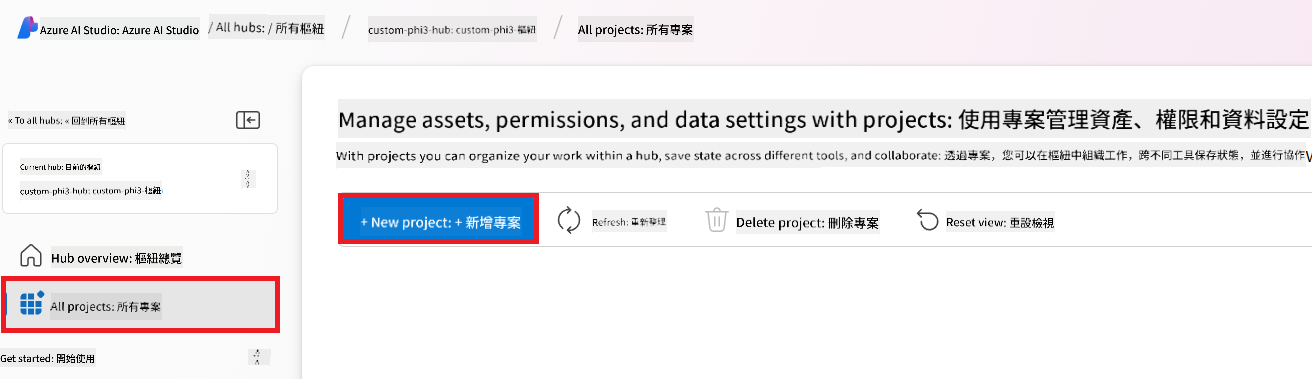 Azure AI Studio: Azure AI Studio / All hubs: / 所有樞紐 / custom-phi3-hub: custom-phi3-樞紐 / All projects: 所有專案
« To all hubs: « 回到所有樞紐
Current hub: 目前的樞紐
custom-phi3-hub: custom-phi3-樞紐
Hub overview: 樞紐總覽
All projects: 所有專案
Get started: 開始使用
Manage assets, permissions, and data settings with projects: 使用專案管理資產、權限和資料設定
With projects you can organize your work within a hub, save state across different tools, and collaborate: 透過專案，您可以在樞紐中組織工作，跨不同工具保存狀態，並進行協作
+ New project: + 新增專案 Refresh: 重新整理 Delete project: 刪除專案 Reset view: 重設檢視